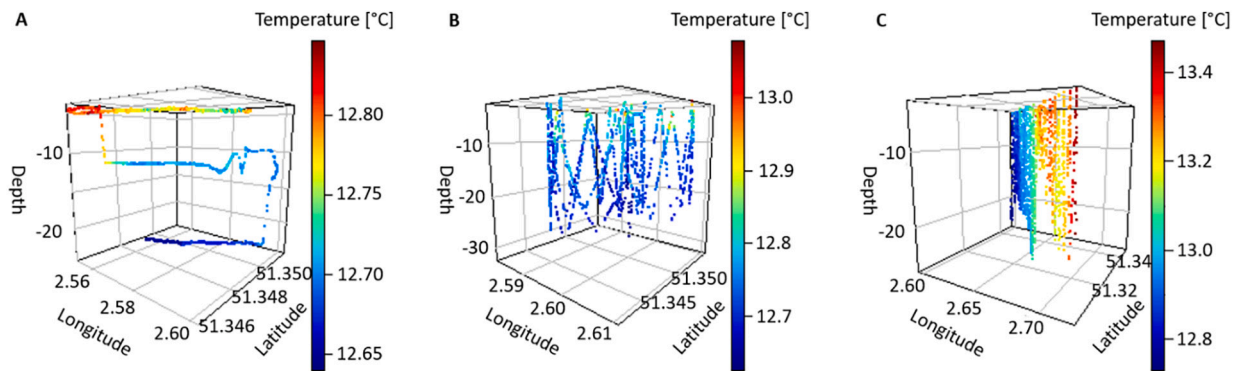 A
Temperature [°C]
12.80
12.75
12.70
12.65
-10
-20
Depth
2.56
2.58
2.60
Longitude
51.346
51.348
51.350
Latitude
B
Temperature [°C]
13.0
12.9
12.8
12.7
-10
-20
-30
Depth
2.59
2.60
2.61
Longitude
51.345
51.350
Latitude
C
Temperature [°C]
13.4
13.2
13.0
12.8
-10
-20
Depth
2.60
2.65
2.70
Longitude
51.32
51.34
Latitude